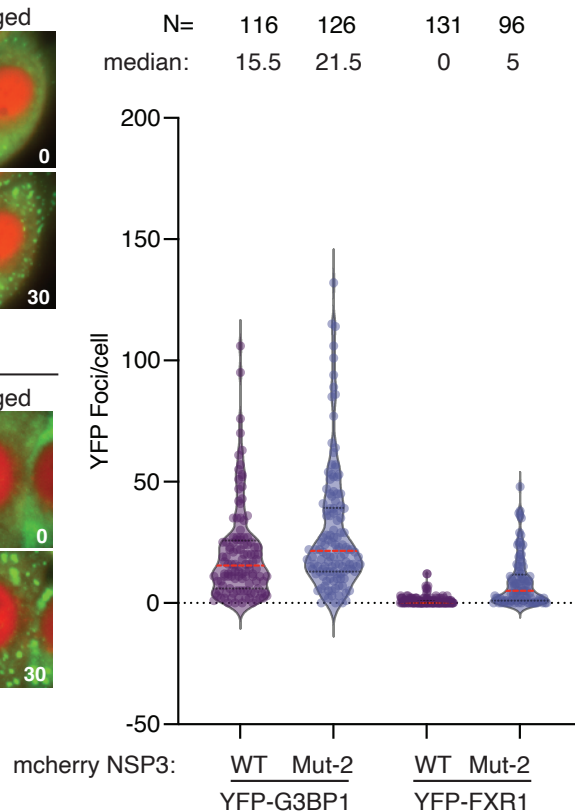 ged
0
30
ged
0
30
N= 116 126 131 96
median: 15.5 21.5 0 5
200
150
100
50
0
-50
YFP Foci/cell
mcherry NSP3: WT Mut-2 WT Mut-2
YFP-G3BP1 YFP-FXR1